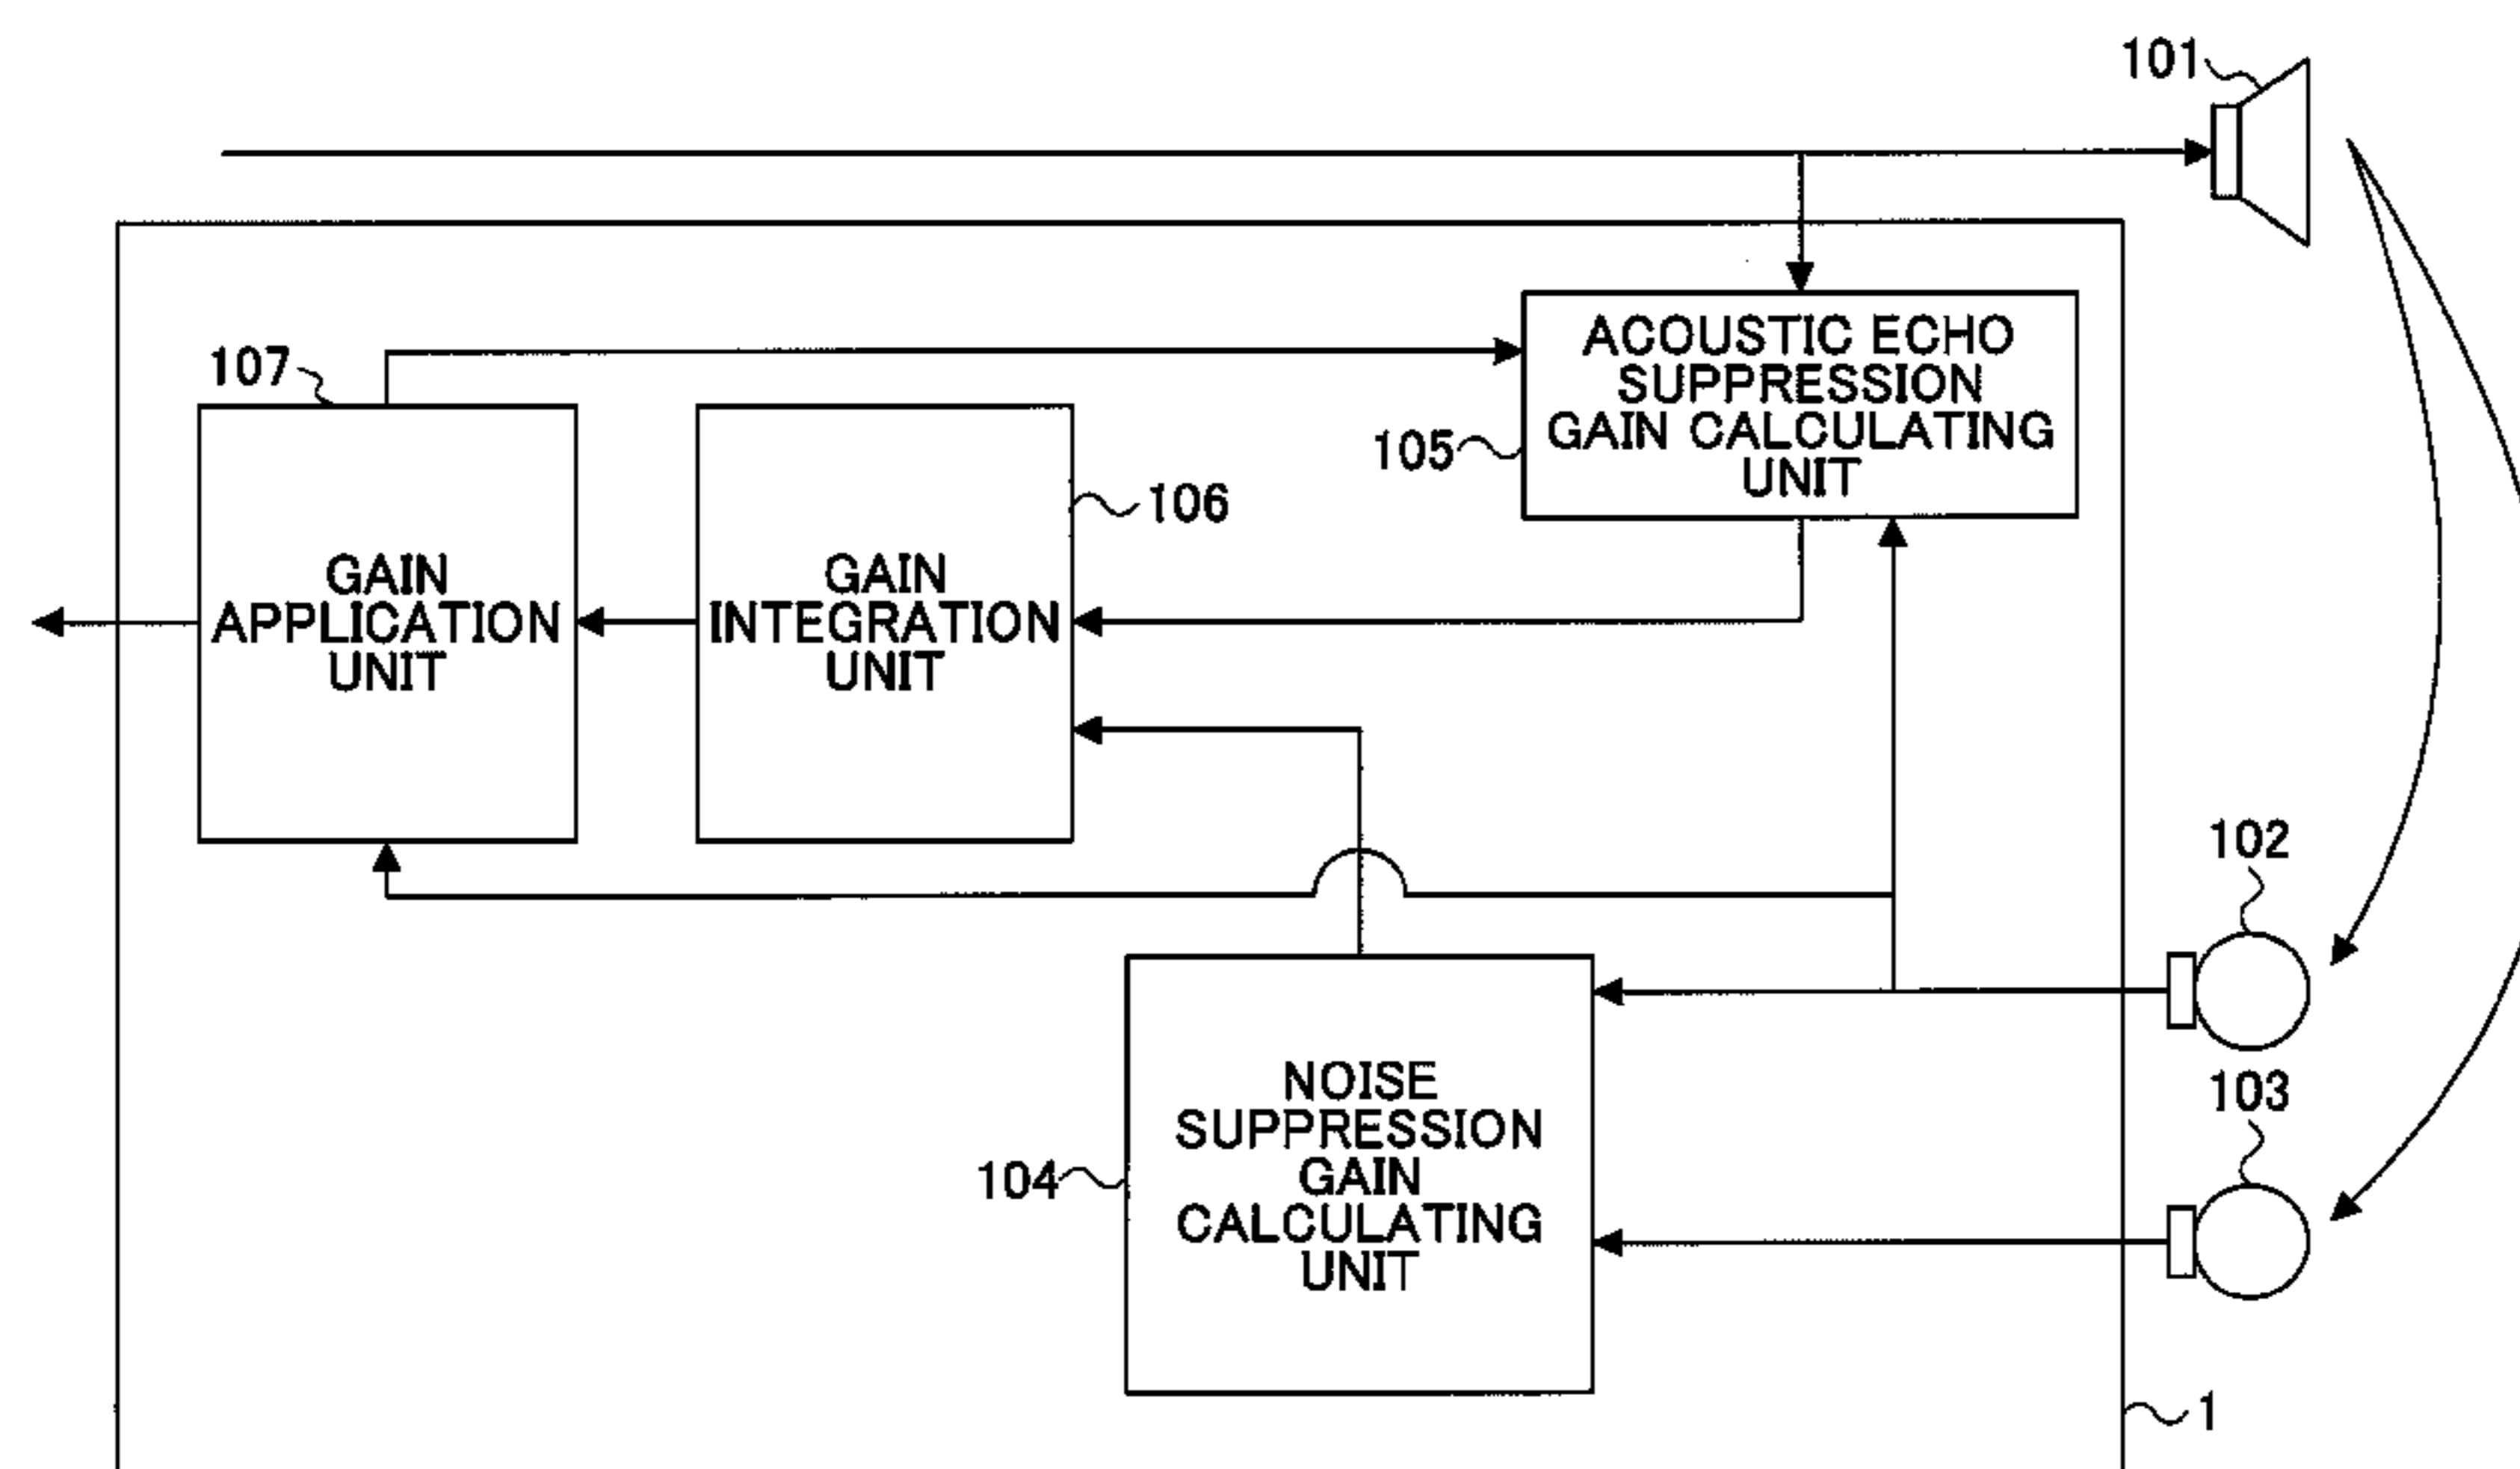 101
107
ACOUSTIC ECHO
SUPPRESSION
GAIN CALCULATING
UNIT
105
106
GAIN
APPLICATION
UNIT
GAIN
INTEGRATION
UNIT
102
103
NOISE
SUPPRESSION
GAIN
CALCULATING
UNIT
104
1